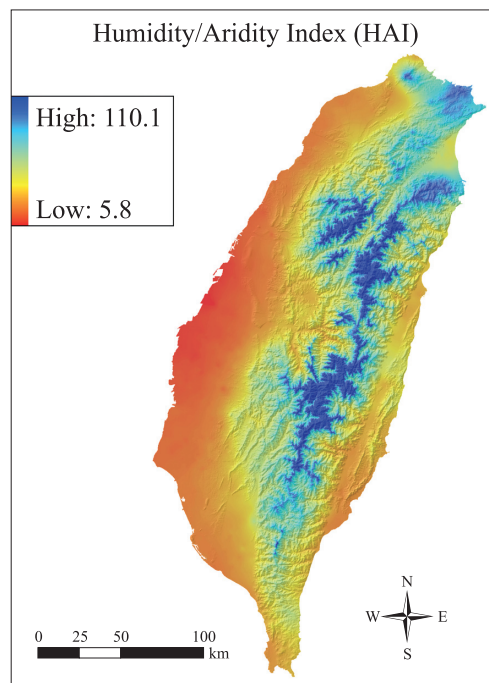 Humidity/Aridity Index (HAI)
High: 110.1
Low: 5.8
N
W E
S
0 25 50 100
km